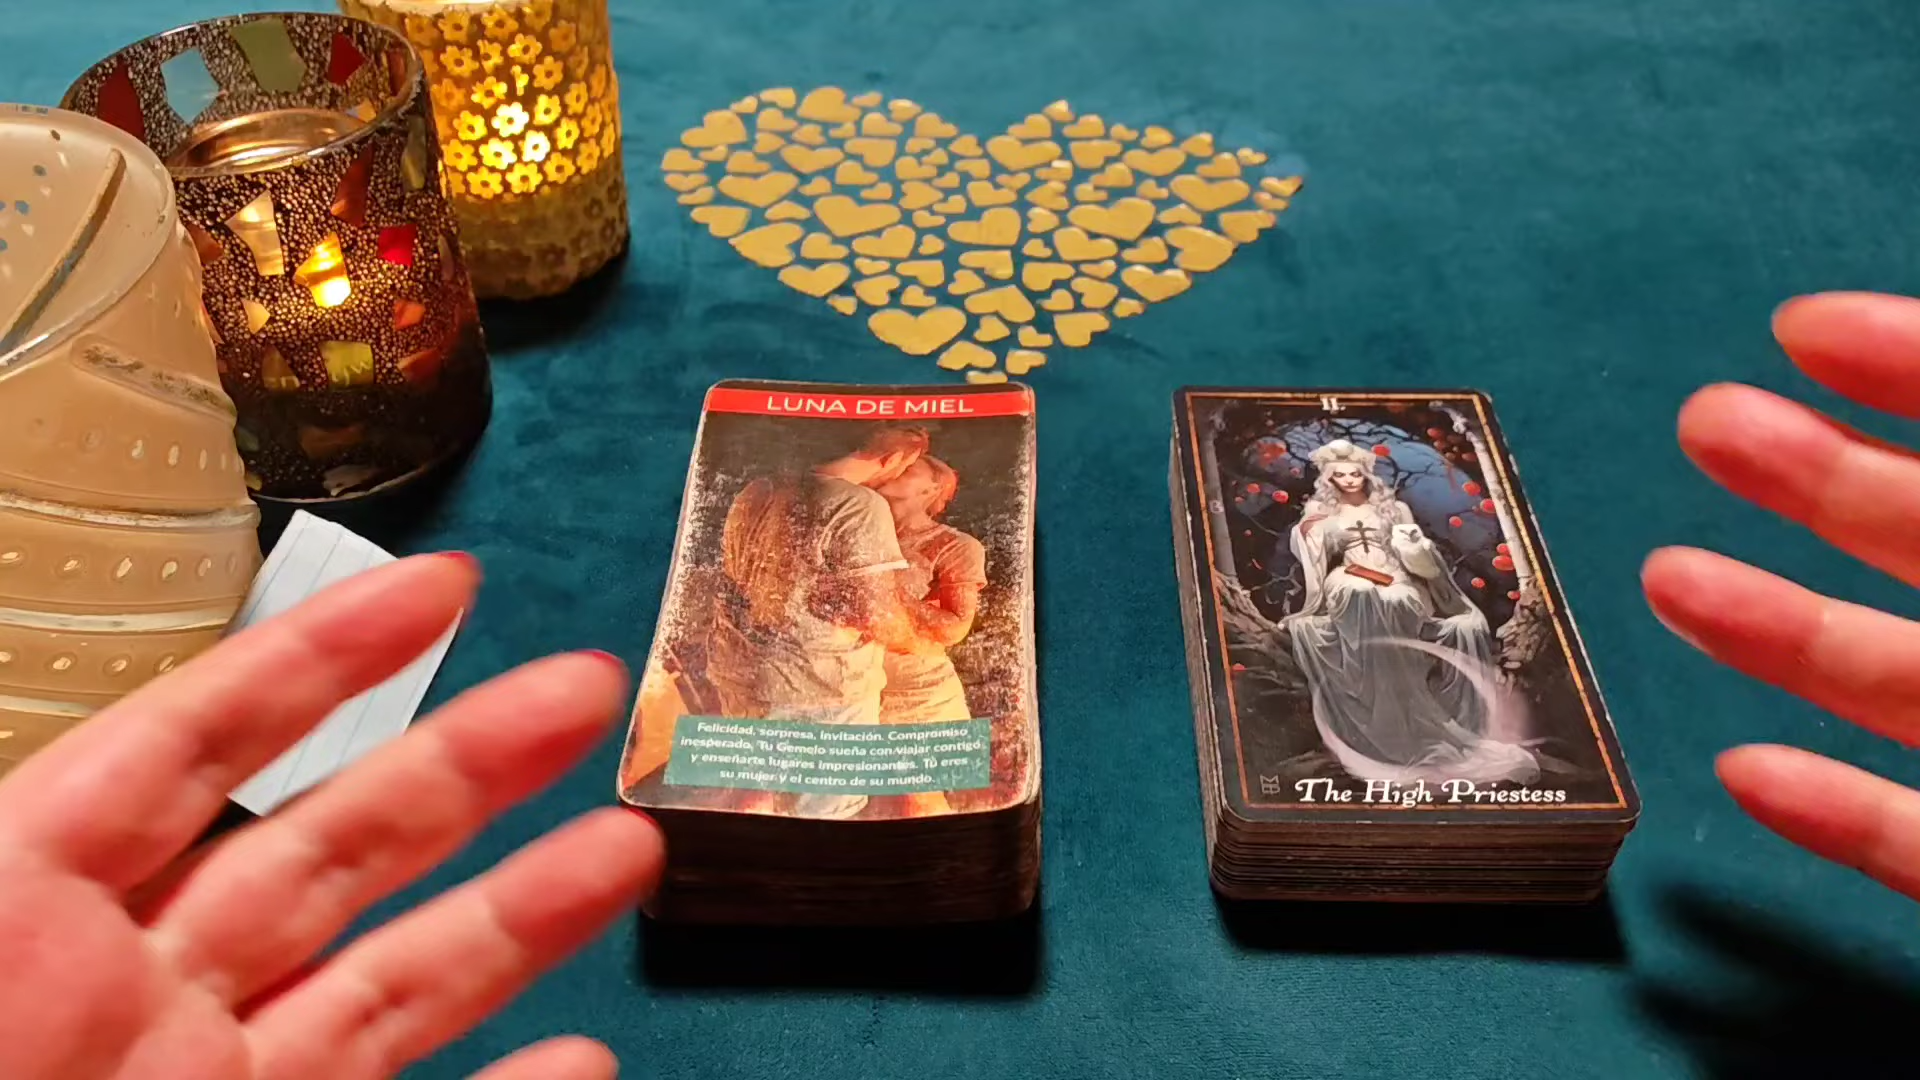 LUNA DE MIEL
Felicidad, sorpresa, invitación. Compromiso
inesperado. Tu Gemelo sueña con viajar contigo
y enseñarte lugares impresionantes. Tú eres
su mujer y el centro de su mundo.
II.
The High Priestess